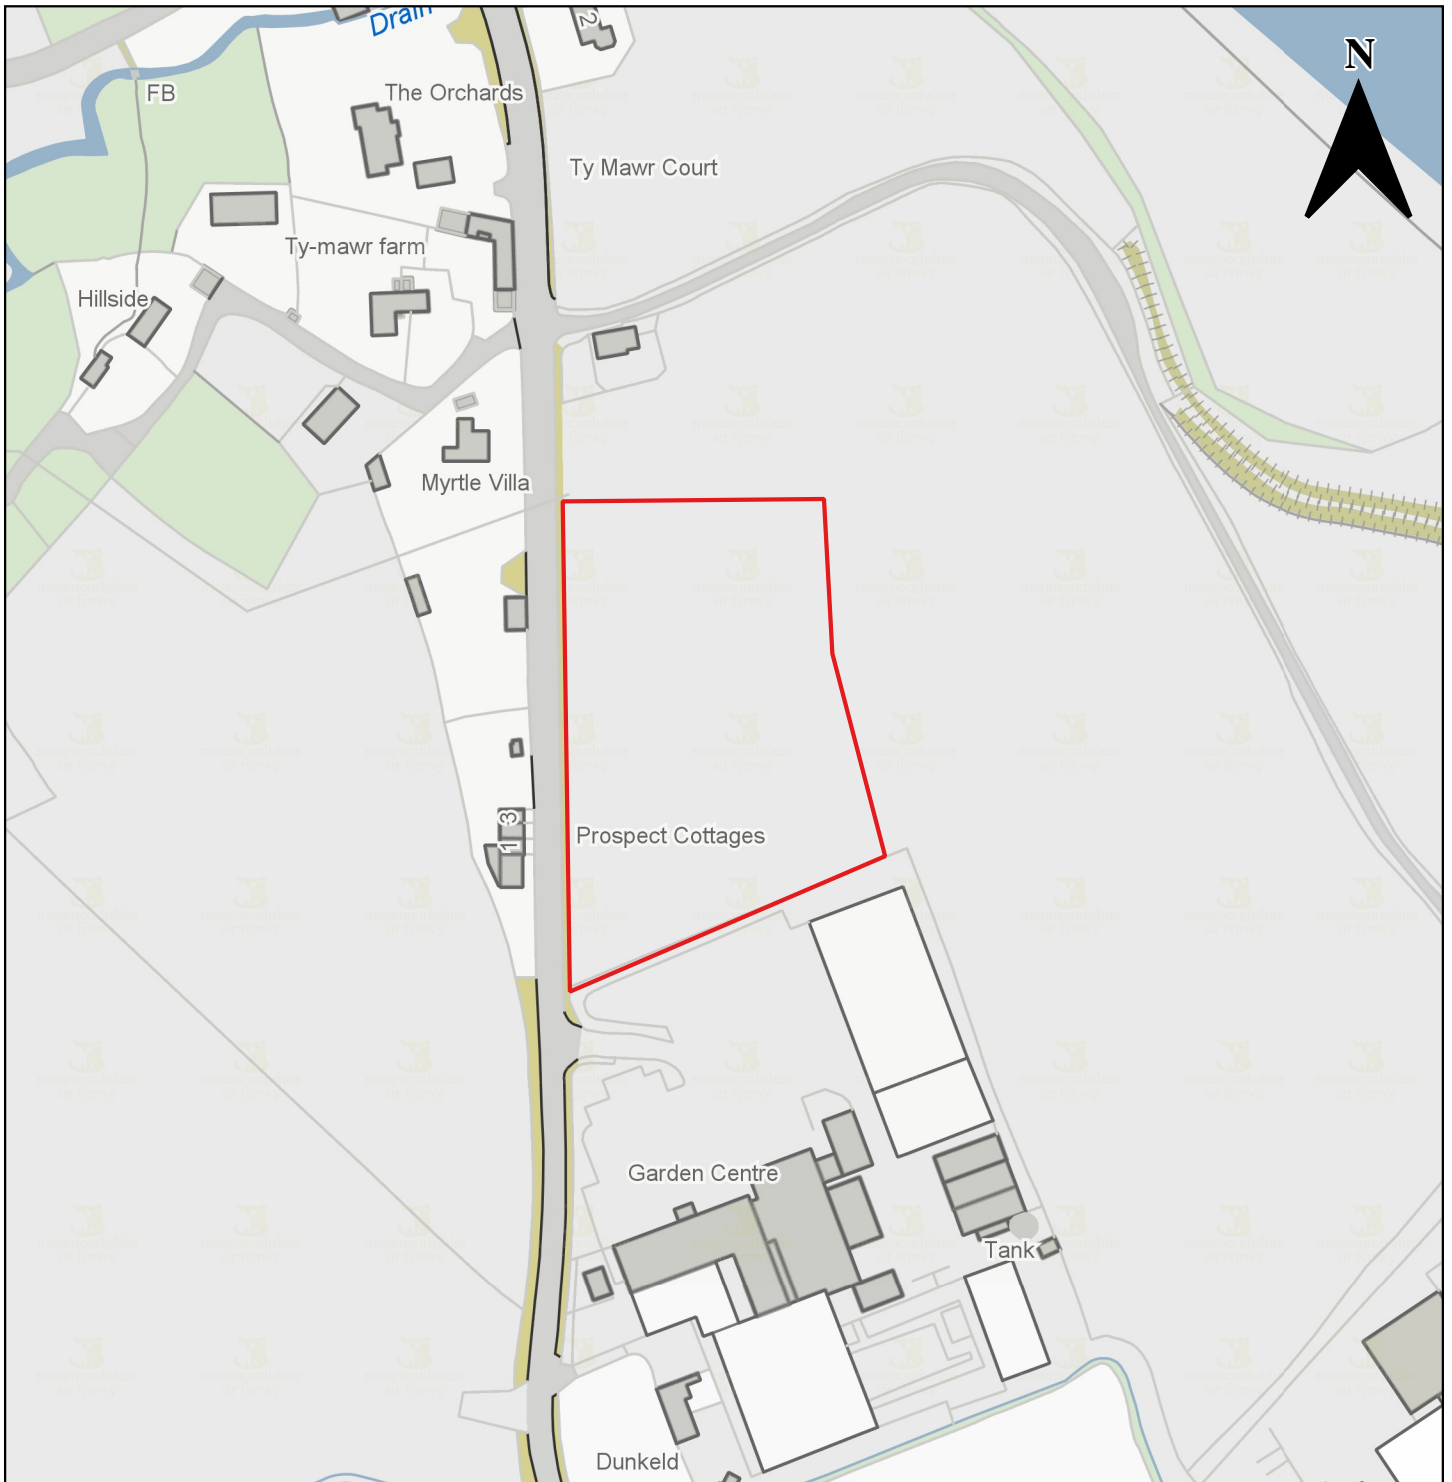 Drain
2
N
FB
The Orchards
Ty Mawr Court
Ty-mawr farm
Hillside
Myrtle Villa
3
1
Prospect Cottages
Garden Centre
Tank
Dunkeld